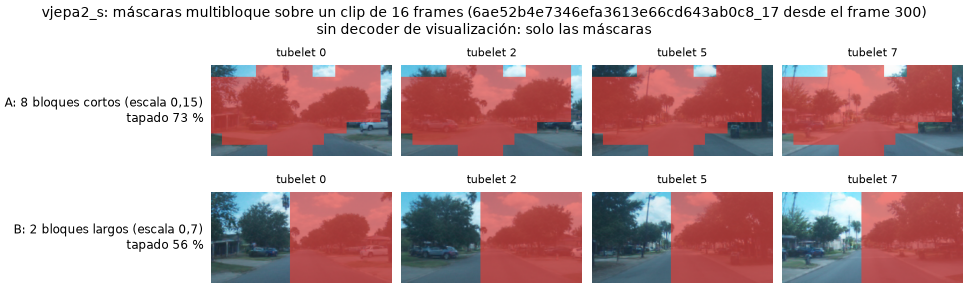 vjepa2_s: máscaras multibloque sobre un clip de 16 frames (6ae52b4e7346efa3613e66cd643ab0c8_17 desde el frame 300)
sin decoder de visualización: solo las máscaras
tubelet 0
tubelet 2
tubelet 5
tubelet 7
A: 8 bloques cortos (escala 0,15)
tapado 73 %
tubelet 0
tubelet 2
tubelet 5
tubelet 7
B: 2 bloques largos (escala 0,7)
tapado 56 %